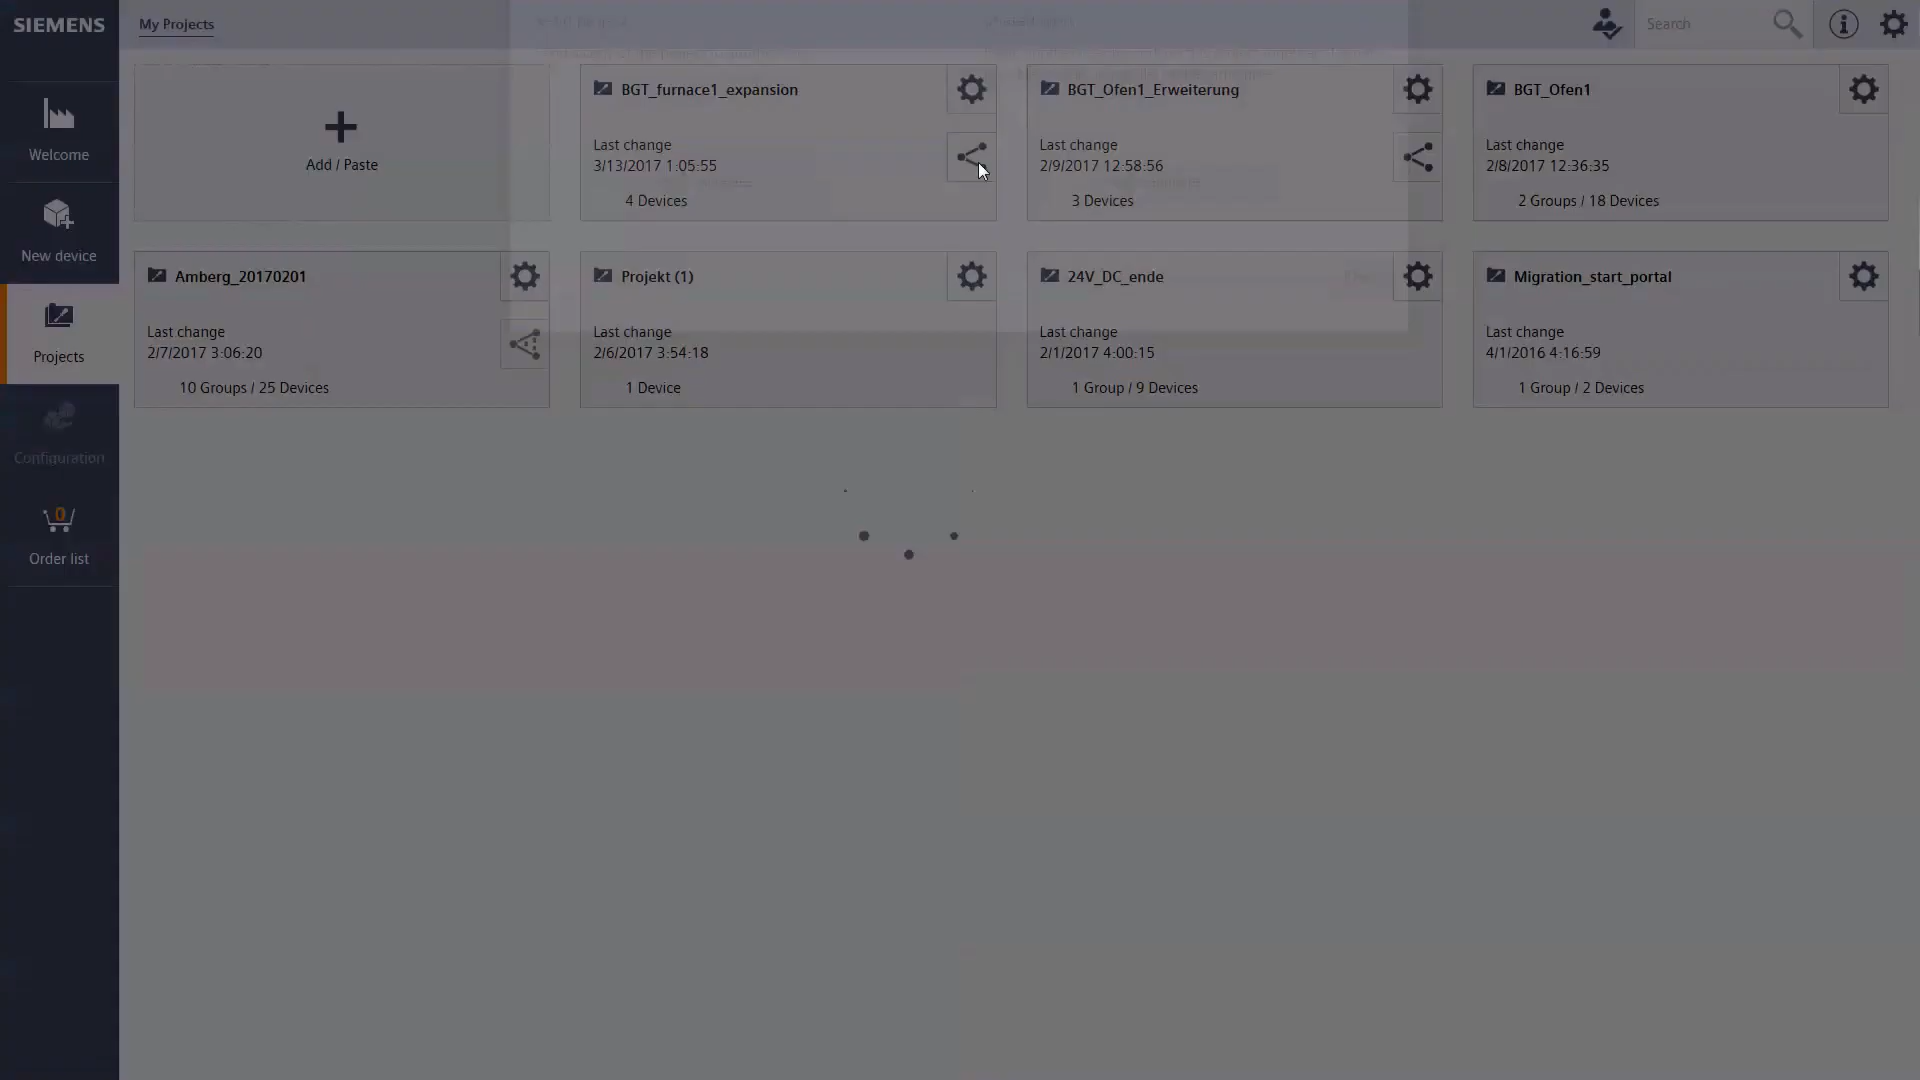 SIEMENS
My Projects
Search
Welcome
New device
Projects
Configuration
0
Order list
Add / Paste
BGT_furnace1_expansion
Last change
3/13/2017 1:05:55
4 Devices
BGT_Ofen1_Erweiterung
Last change
2/9/2017 12:58:56
3 Devices
BGT_Ofen1
Last change
2/8/2017 12:36:35
2 Groups / 18 Devices
Amberg_20170201
Last change
2/7/2017 3:06:20
10 Groups / 25 Devices
Projekt (1)
Last change
2/6/2017 3:54:18
1 Device
24V_DC_ende
Last change
2/1/2017 4:00:15
1 Group / 9 Devices
Migration_start_portal
Last change
4/1/2016 4:16:59
1 Group / 2 Devices